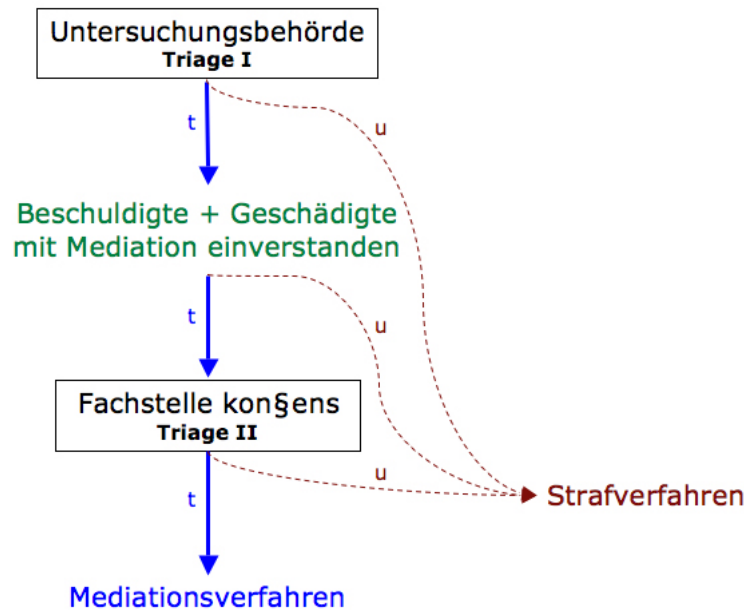 Untersuchungsbehörde
Triage I
t
u
Beschuldigte + Geschädigte
mit Mediation einverstanden
t
u
Fachstelle kon§ens
Triage II
u
t
Strafverfahren
Mediationsverfahren